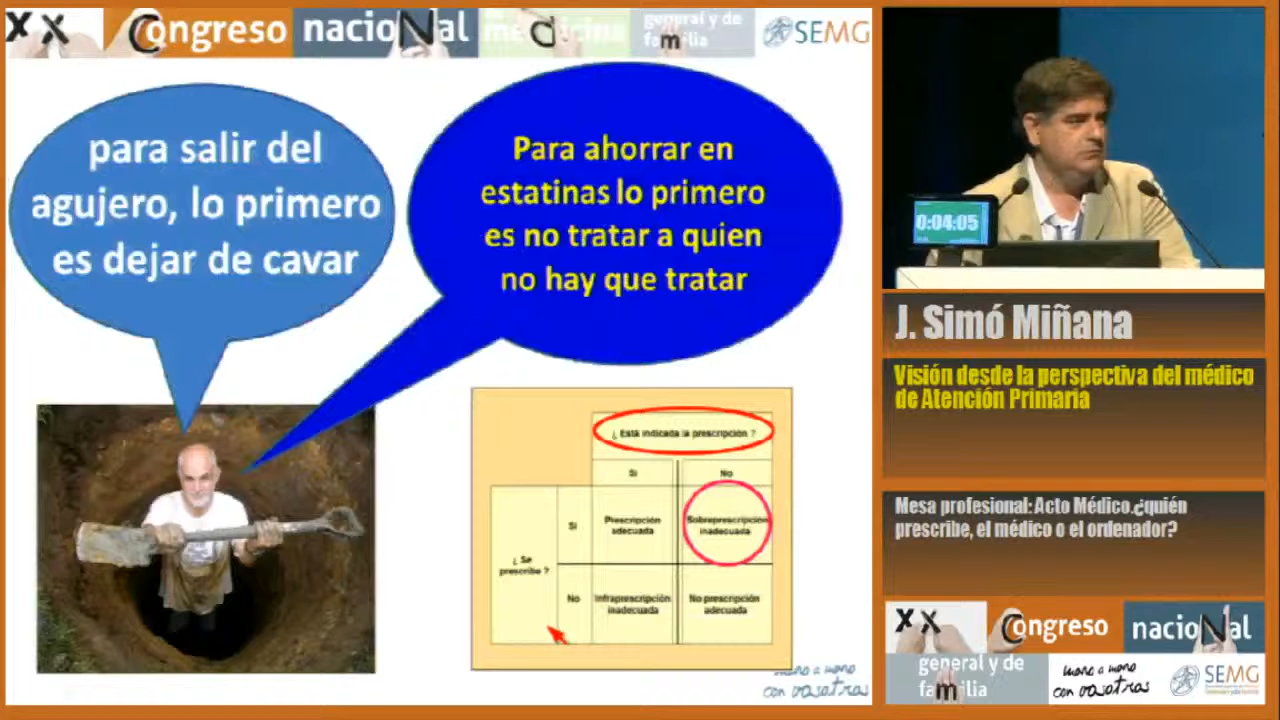 XX Congreso nacioNal medicina general y de familia SEMG
para salir del
agujero, lo primero
es dejar de cavar
Para ahorrar en
estatinas lo primero
es no tratar a quien
no hay que tratar
¿ Está indicada la prescripción ?
Si
No
¿ Se
prescribe ?
Si
Prescripción
adecuada
Sobreprescripción
inadecuada
No
Infraprescripción
inadecuada
No prescripción
adecuada
mano a mano
con vosotros
0:04:05
J. Simó Miñana
Visión desde la perspectiva del médico
de Atención Primaria
Mesa profesional: Acto Médico.¿quién
prescribe, el médico o el ordenador?
XX Congreso nacioNal
general y de
familia
mano a mano
con vosotros
SEMG